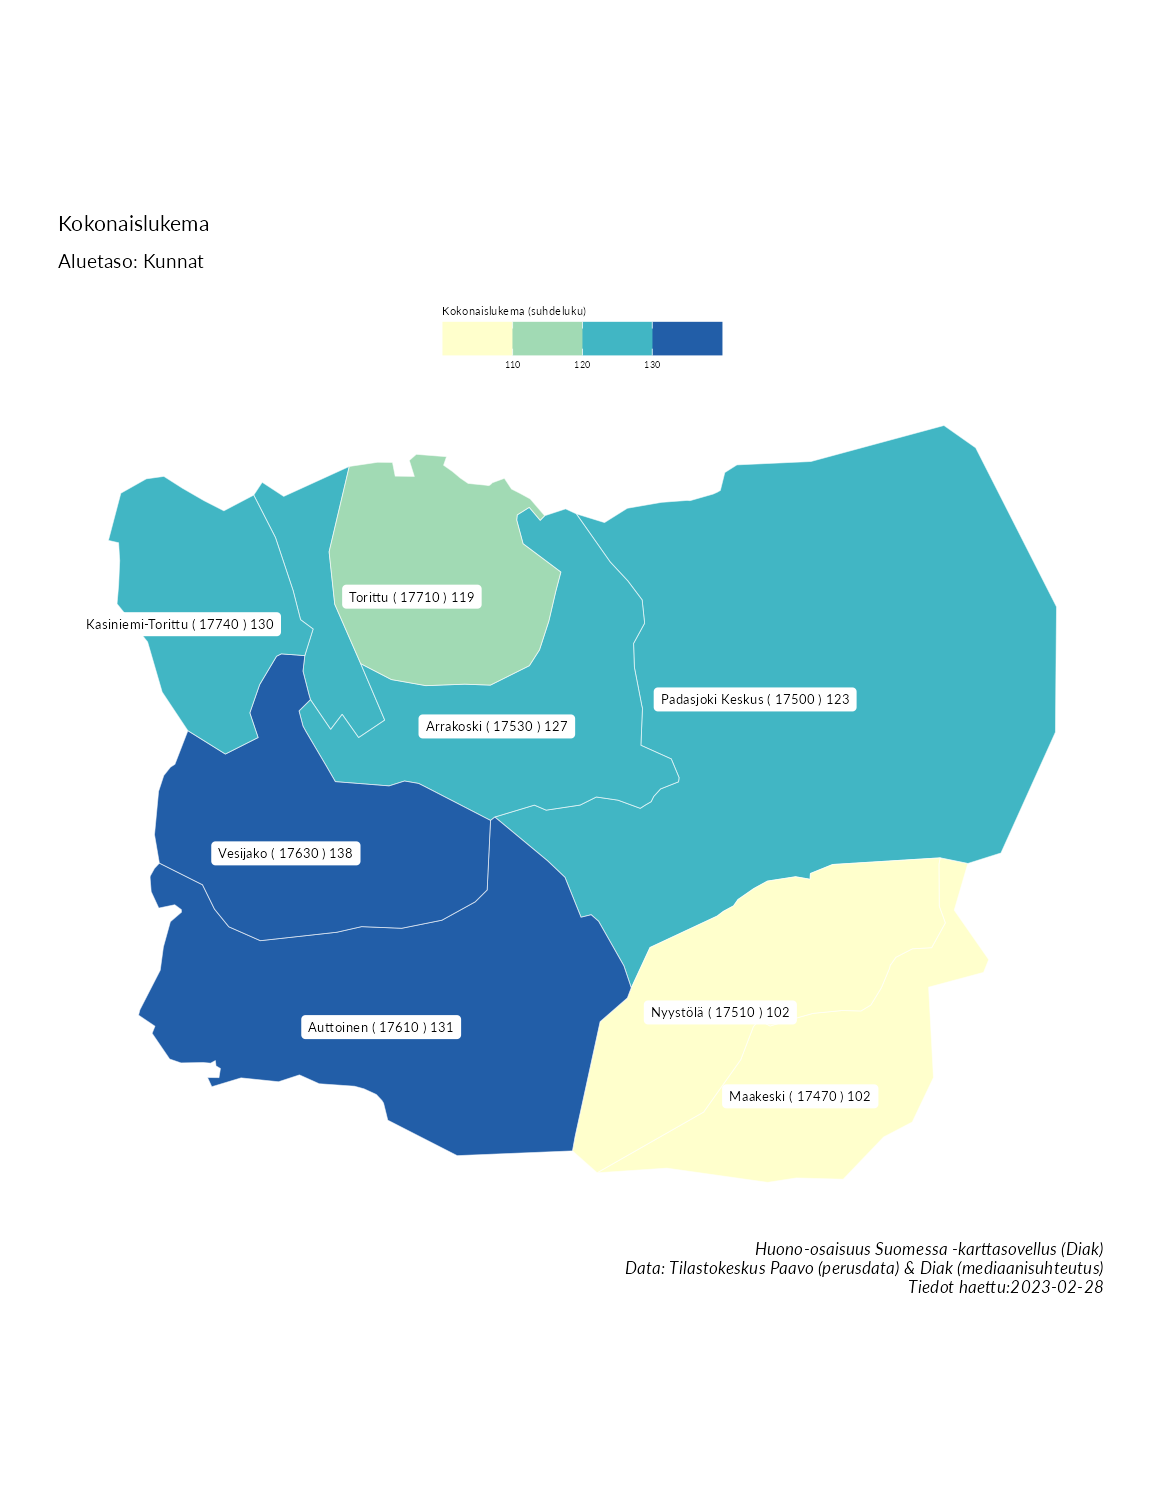 Kokonaislukema
Aluetaso: Kunnat
Kokonaislukema (suhdeluku)
110 120 130
Torittu ( 17710 ) 119
Kasiniemi-Torittu ( 17740 ) 130
Padasjoki Keskus ( 17500 ) 123
Arrakoski ( 17530 ) 127
Vesijako ( 17630 ) 138
Nyystölä ( 17510 ) 102
Auttoinen ( 17610 ) 131
Maakeski ( 17470 ) 102
Huono-osaisuus Suomessa -karttasovellus (Diak)
Data: Tilastokeskus Paavo (perusdata) & Diak (mediaanisuhteutus)
Tiedot haettu:2023-02-28